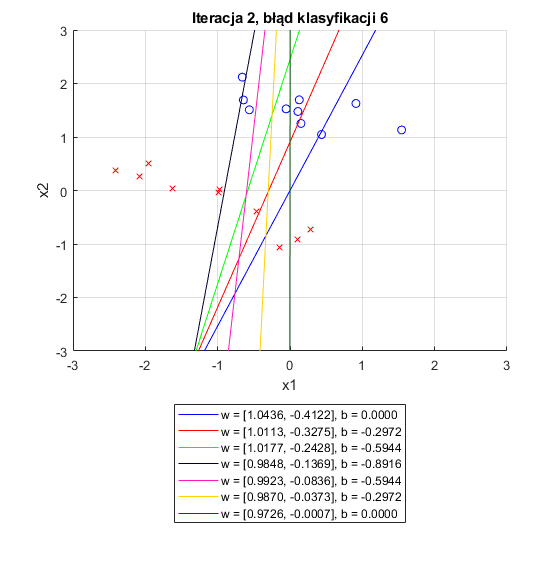 Iteracja 2, błąd klasyfikacji 6
3
2
1
0
-1
-2
-3
x2
-3
-2
-1
0
1
2
3
x1
w = [1.0436, -0.4122], b = 0.0000
w = [1.0113, -0.3275], b = -0.2972
w = [1.0177, -0.2428], b = -0.5944
w = [0.9848, -0.1369], b = -0.8916
w = [0.9923, -0.0836], b = -0.5944
w = [0.9870, -0.0373], b = -0.2972
w = [0.9726, -0.0007], b = 0.0000